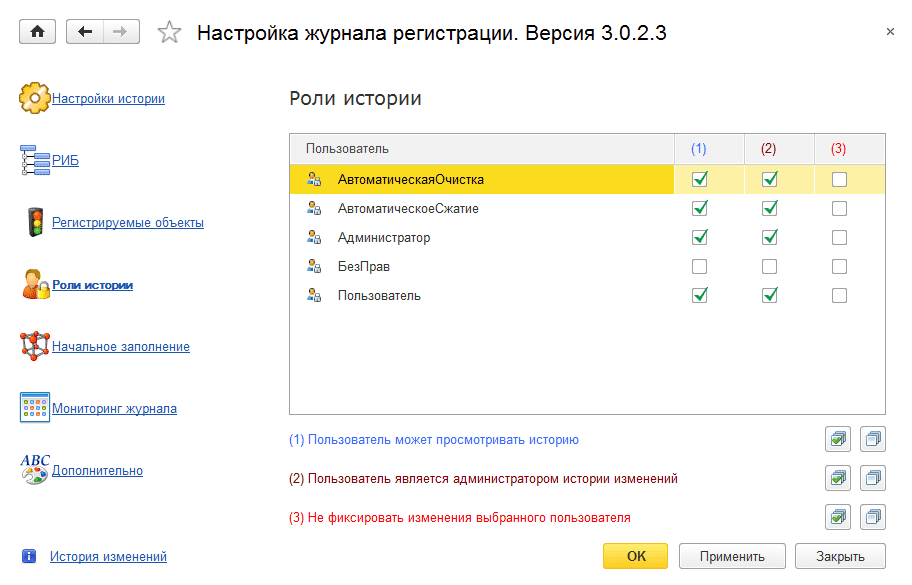 Настройка журнала регистрации. Версия 3.0.2.3
Настройки истории
РИБ
Регистрируемые объекты
Роли истории
Начальное заполнение
Мониторинг журнала
ABC
Дополнительно
История изменений
Роли истории
Пользователь (1) (2) (3)
АвтоматическаяОчистка
АвтоматическоеСжатие
Администратор
БезПрав
Пользователь
(1) Пользователь может просмотривать историю
(2) Пользователь является администратором истории изменений
(3) Не фиксировать изменения выбранного пользователя
OK Применить Закрыть